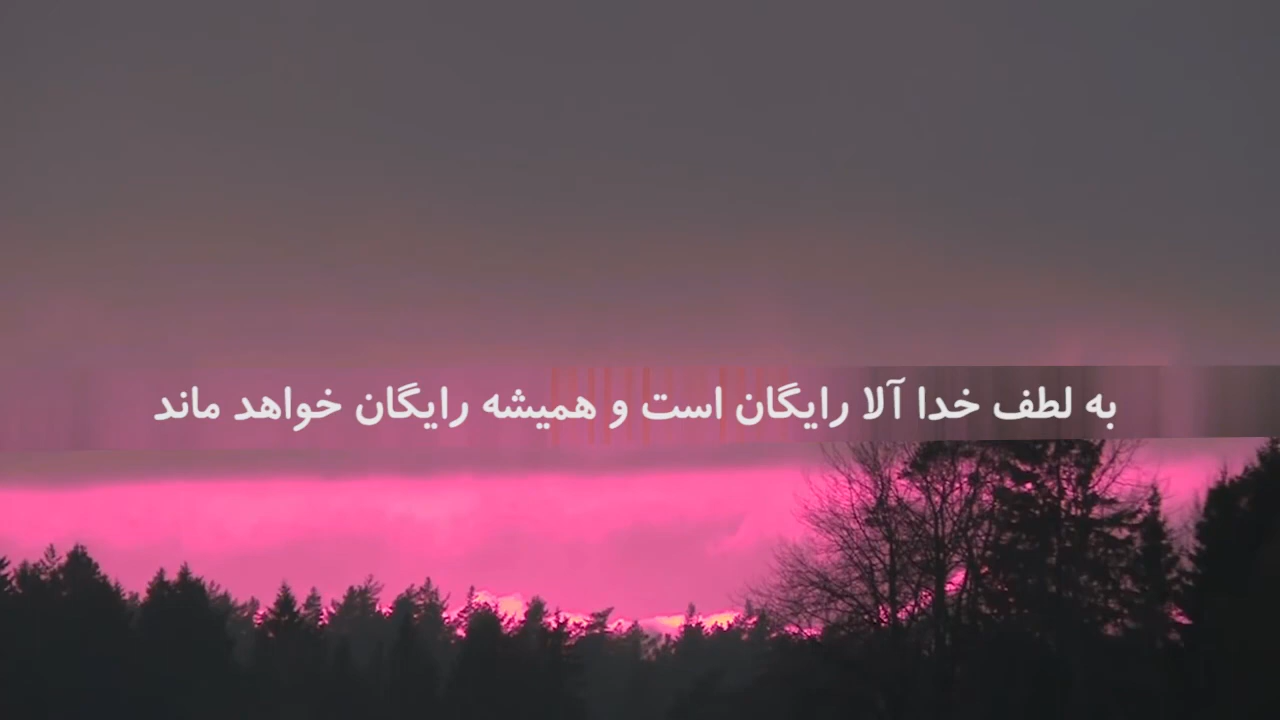 به لطف خدا آلا رایگان است و همیشه رایگان خواهد ماند